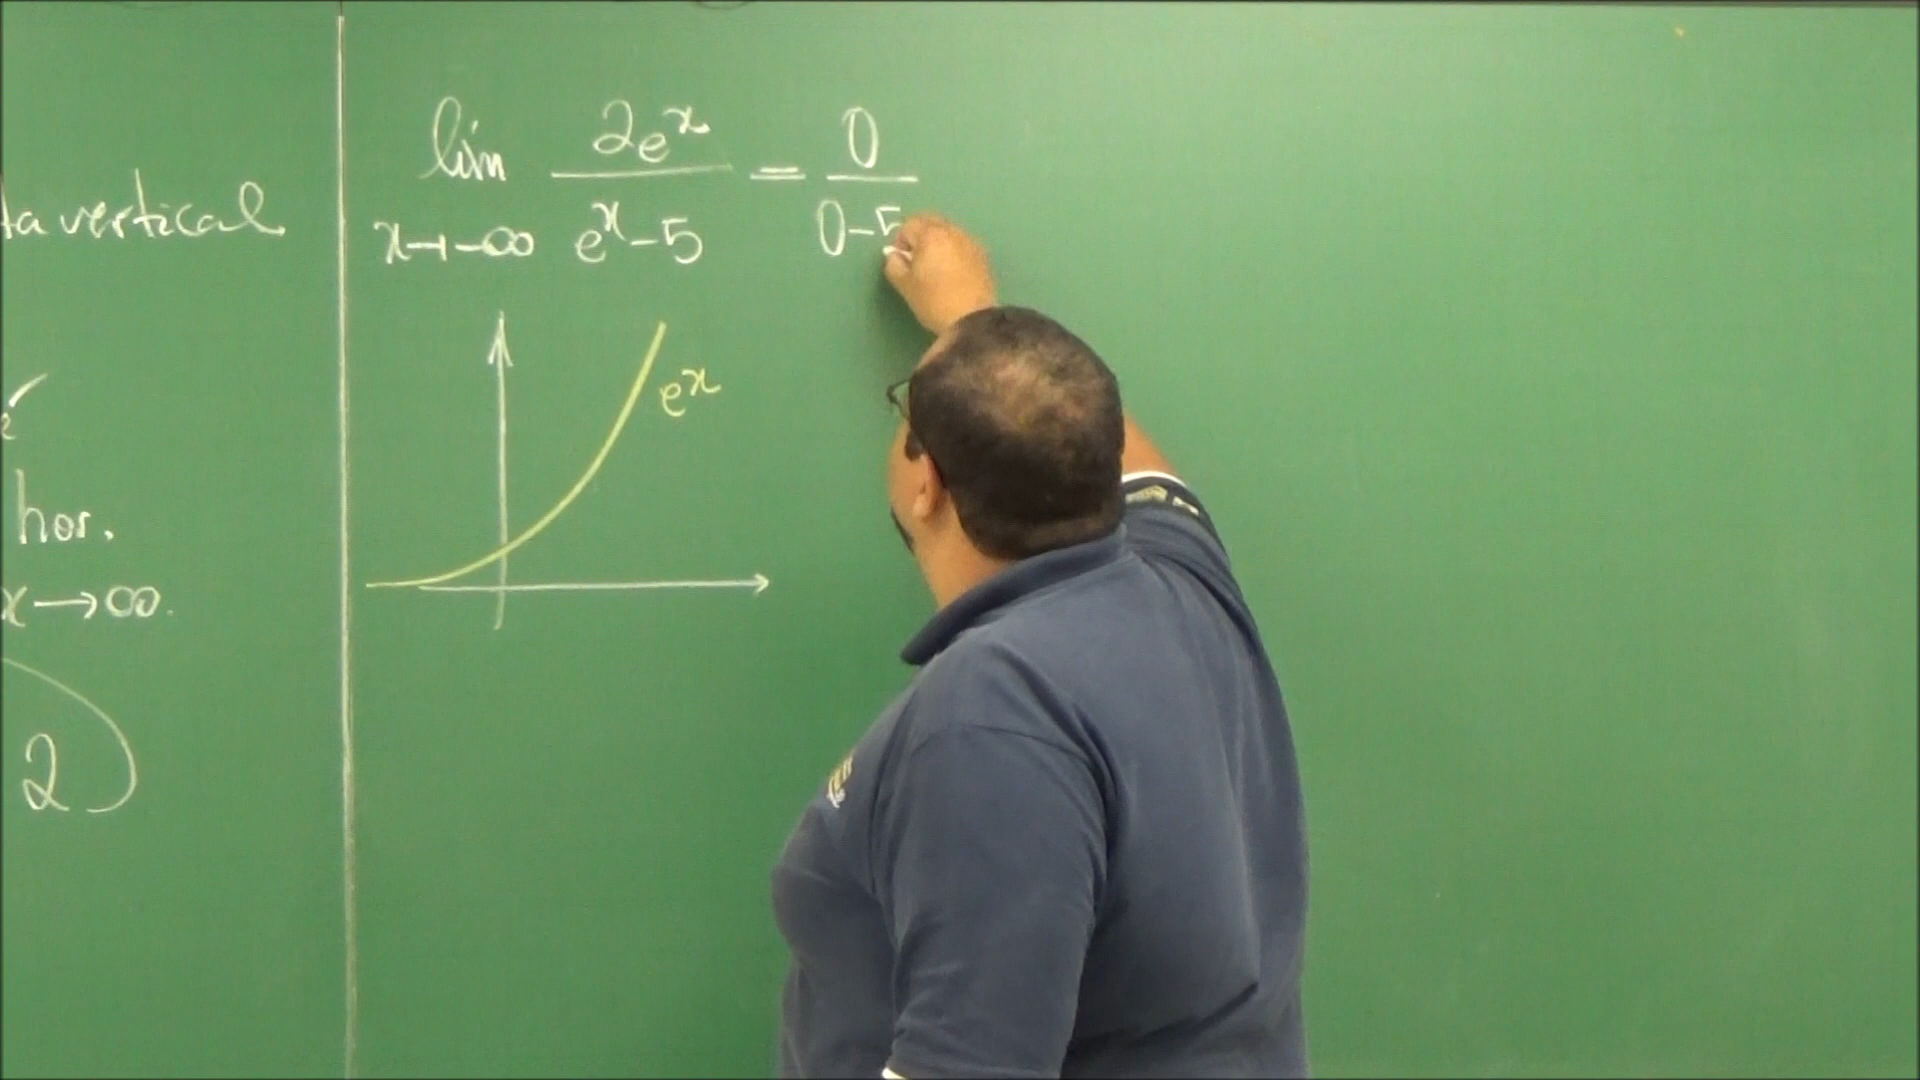 ta vertical
é
hor.
x→∞.
2
lim 2e^x / e^x-5 = 0 / 0-5
x→-∞
e^x